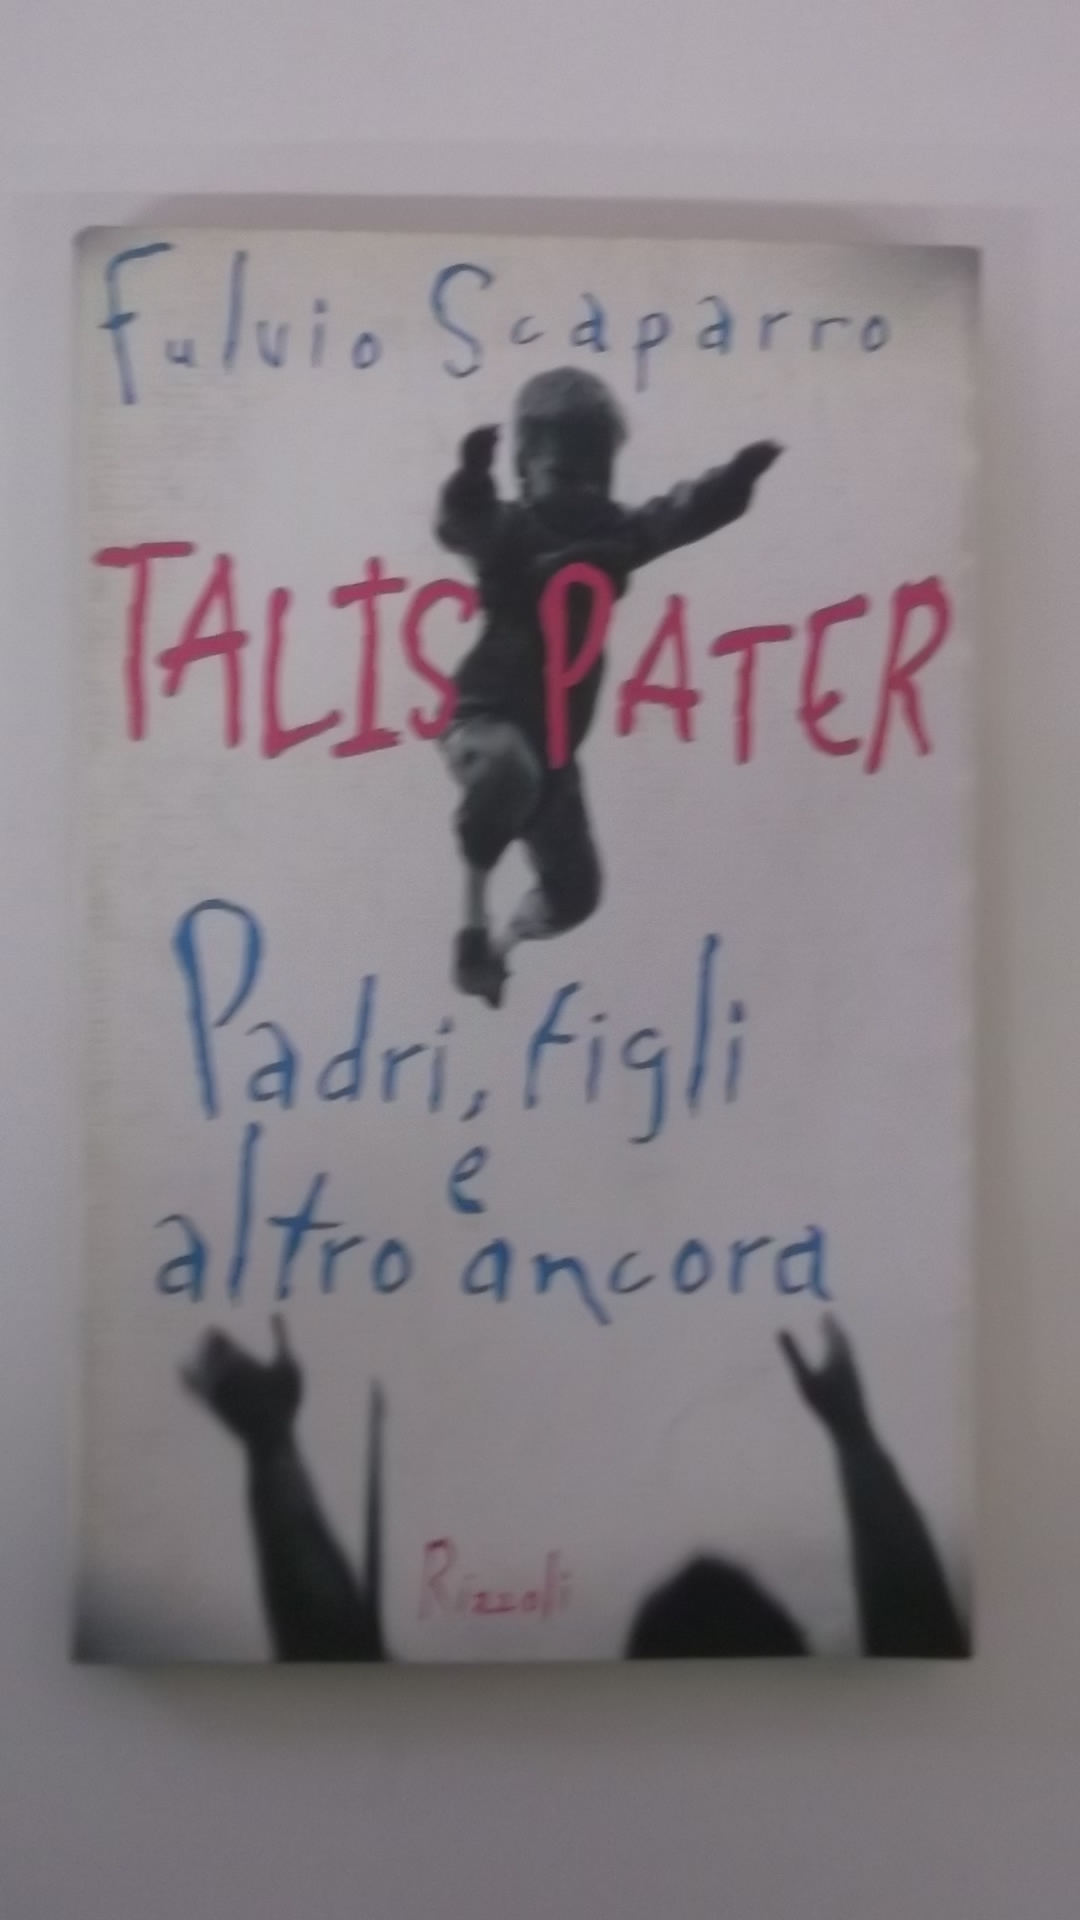 Fulvio Scaparro
TALIS PATER
Padri, figli
e
altro ancora
Rizzoli